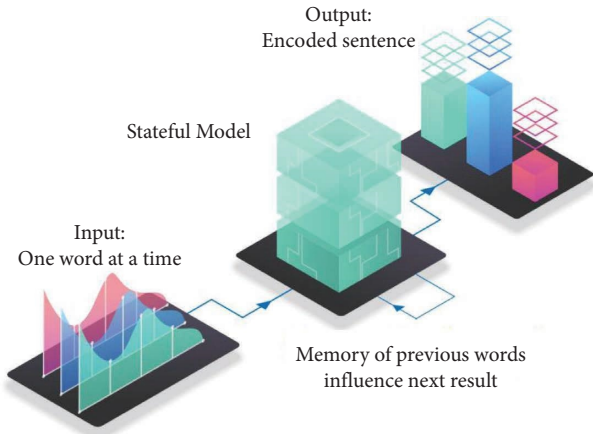 Output:
Encoded sentence
Stateful Model
Input:
One word at a time
Memory of previous words
influence next result